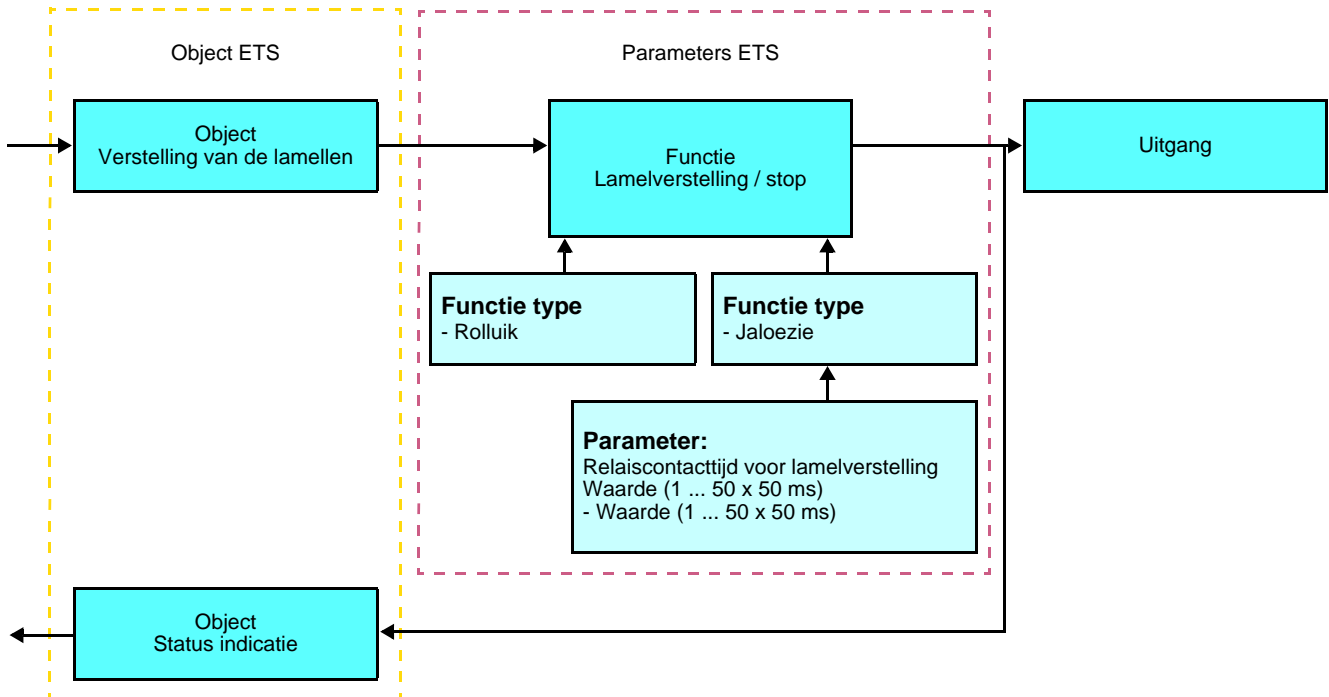 Object ETS
Parameters ETS
Object
Verstelling van de lamellen
Functie
Lamelverstelling / stop
Uitgang
Functie type
- Rolluik
Functie type
- Jaloezie
Parameter:
Relaiscontacttijd voor lamelverstelling
Waarde (1 ... 50 x 50 ms)
- Waarde (1 ... 50 x 50 ms)
Object
Status indicatie